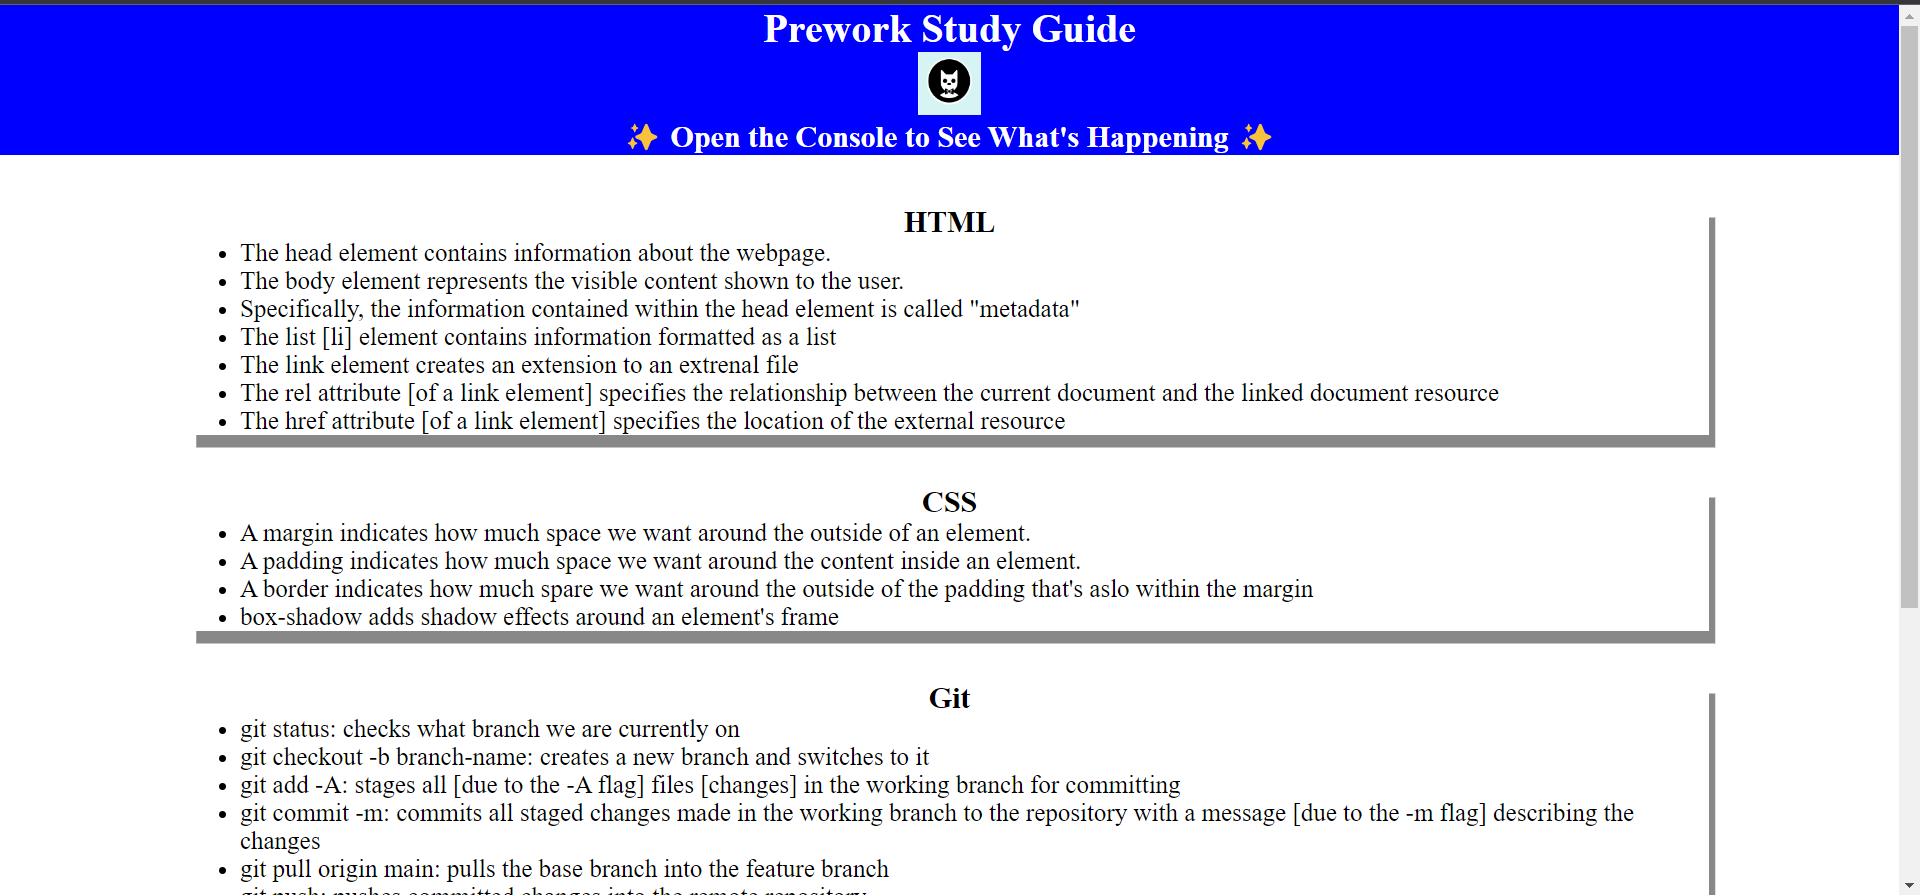 Prework Study Guide
✨ Open the Console to See What's Happening ✨
HTML
• The head element contains information about the webpage.
• The body element represents the visible content shown to the user.
• Specifically, the information contained within the head element is called "metadata"
• The list [li] element contains information formatted as a list
• The link element creates an extension to an extrenal file
• The rel attribute [of a link element] specifies the relationship between the current document and the linked document resource
• The href attribute [of a link element] specifies the location of the external resource
CSS
• A margin indicates how much space we want around the outside of an element.
• A padding indicates how much space we want around the content inside an element.
• A border indicates how much spare we want around the outside of the padding that's aslo within the margin
• box-shadow adds shadow effects around an element's frame
Git
• git status: checks what branch we are currently on
• git checkout -b branch-name: creates a new branch and switches to it
• git add -A: stages all [due to the -A flag] files [changes] in the working branch for committing
• git commit -m: commits all staged changes made in the working branch to the repository with a message [due to the -m flag] describing the
changes
• git pull origin main: pulls the base branch into the feature branch
git push: pushes committed changes into the remote repository